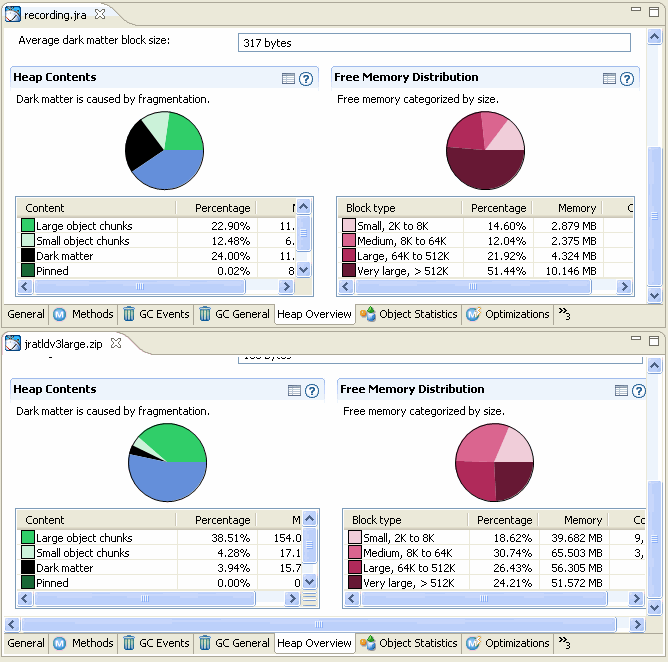 recording.jra
Average dark matter block size: 317 bytes
Heap Contents
Dark matter is caused by fragmentation.
Content Percentage
Large object chunks 22.90% 11.
Small object chunks 12.48% 6.
Dark matter 24.00% 11.
Pinned 0.02% 8
Free Memory Distribution
Free memory categorized by size.
Block type Percentage Memory
Small, 2K to 8K 14.60% 2.879 MB
Medium, 8K to 64K 12.04% 2.375 MB
Large, 64K to 512K 21.92% 4.324 MB
Very large, > 512K 51.44% 10.146 MB
General Methods GC Events GC General Heap Overview Object Statistics Optimizations »3
jratldv3large.zip
Heap Contents
Dark matter is caused by fragmentation.
Content Percentage M
Large object chunks 38.51% 154.0
Small object chunks 4.28% 17.1
Dark matter 3.94% 15.7
Pinned 0.00% 0
Free Memory Distribution
Free memory categorized by size.
Block type Percentage Memory Co
Small, 2K to 8K 18.62% 39.682 MB 9,
Medium, 8K to 64K 30.74% 65.503 MB 3,
Large, 64K to 512K 26.43% 56.305 MB
Very large, > 512K 24.21% 51.572 MB
General Methods GC Events GC General Heap Overview Object Statistics Optimizations »3